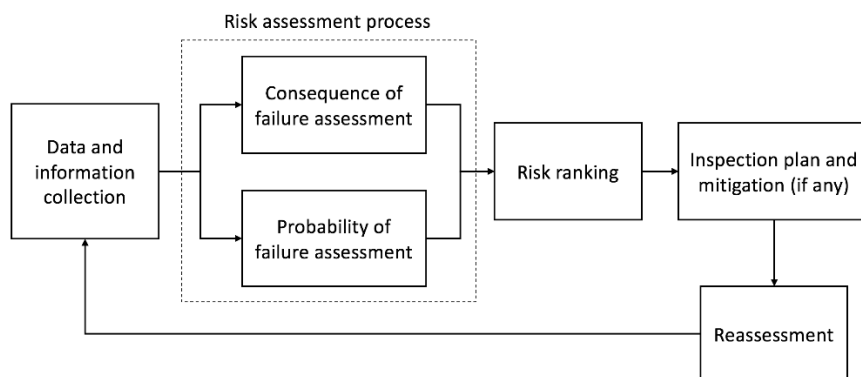 Risk assessment process
Consequence of
failure assessment
Data and
information
collection
Probability of
failure assessment
Risk ranking
Inspection plan and
mitigation (if any)
Reassessment